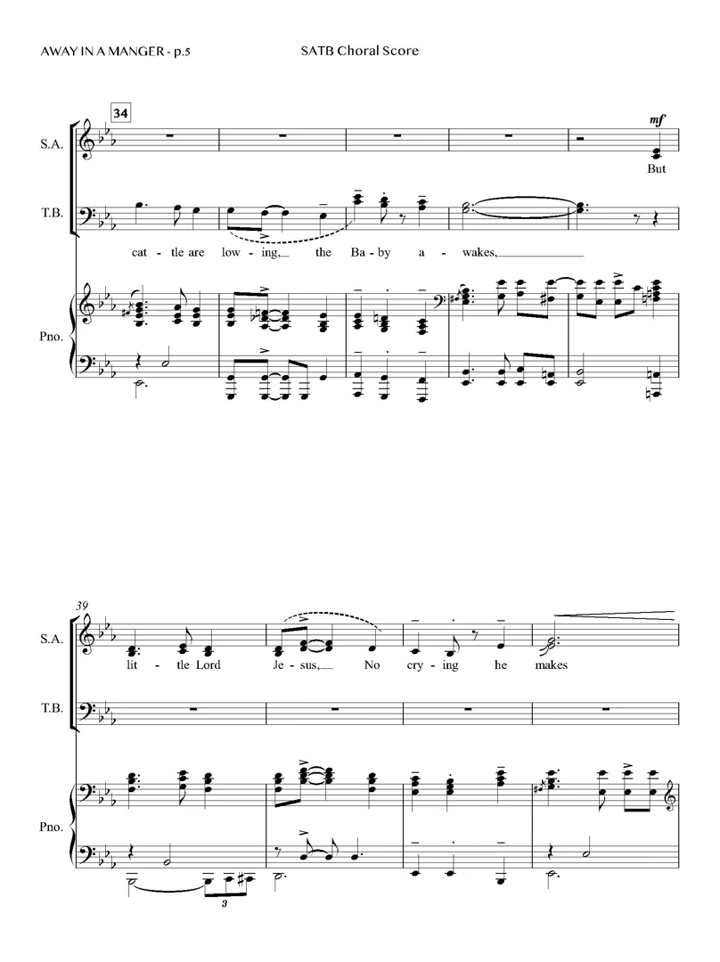 AWAY IN A MANGER - p.5 SATB Choral Score
34
mf
S.A.
But
T.B.
cat - tle are low - ing, the Ba - by a - wakes,
Pno.
39
S.A.
lit - tle Lord Je - sus, No cry - ing he makes
T.B.
Pno.
3